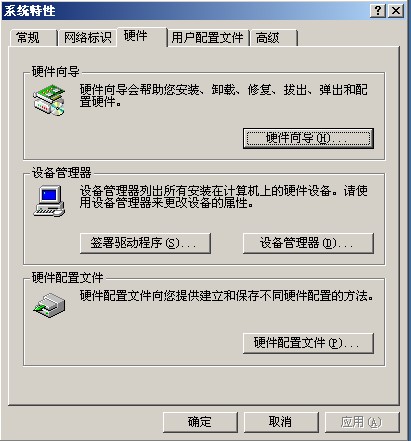 系统特性
常规 网络标识 硬件 用户配置文件 高级
硬件向导
硬件向导会帮助您安装、卸载、修复、拔出、弹出和配
置硬件。
硬件向导(H)...
设备管理器
设备管理器列出所有安装在计算机上的硬件设备。请使
用设备管理器来更改设备的属性。
签署驱动程序(S)... 设备管理器(D)...
硬件配置文件
硬件配置文件向您提供建立和保存不同硬件配置的方法。
硬件配置文件(P)...
确定 取消 应用(A)